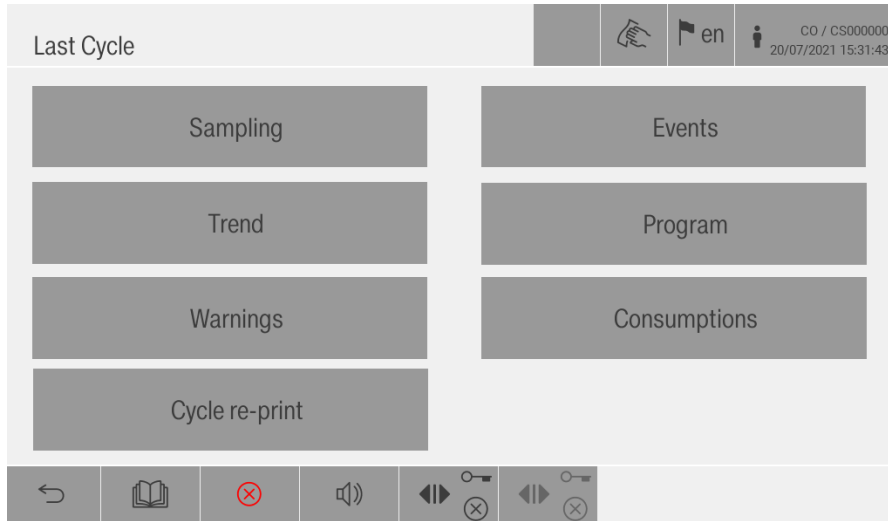 Last Cycle
en
CO / CS000000
20/07/2021 15:31:43
Sampling
Events
Trend
Program
Warnings
Consumptions
Cycle re-print